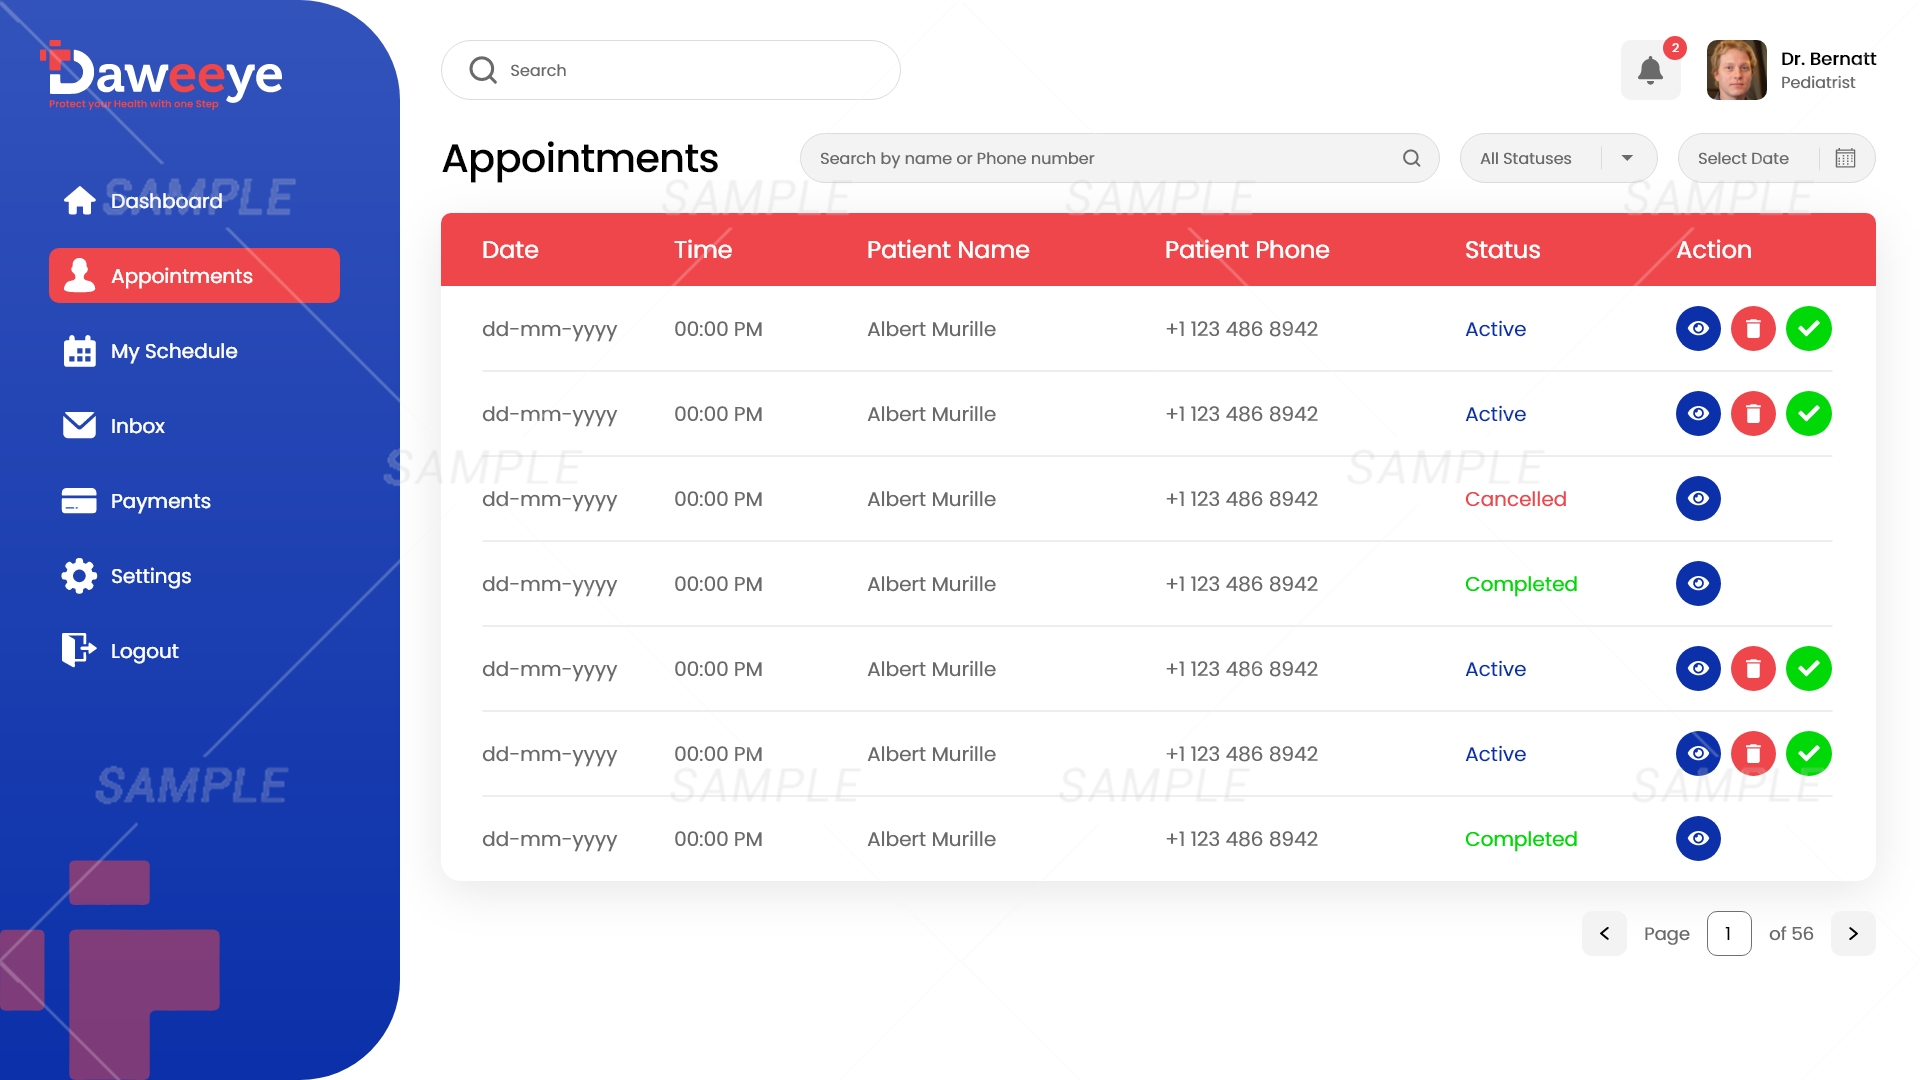 Daweeye
Protect your Health with one Step
Search
2
Dr. Bernatt
Pediatrist
Appointments
Search by name or Phone number
All Statuses
Select Date
Dashboard
Appointments
My Schedule
Inbox
Payments
Settings
Logout
Date Time Patient Name Patient Phone Status Action
dd-mm-yyyy 00:00 PM Albert Murille +1 123 486 8942 Active
dd-mm-yyyy 00:00 PM Albert Murille +1 123 486 8942 Active
dd-mm-yyyy 00:00 PM Albert Murille +1 123 486 8942 Cancelled
dd-mm-yyyy 00:00 PM Albert Murille +1 123 486 8942 Completed
dd-mm-yyyy 00:00 PM Albert Murille +1 123 486 8942 Active
dd-mm-yyyy 00:00 PM Albert Murille +1 123 486 8942 Active
dd-mm-yyyy 00:00 PM Albert Murille +1 123 486 8942 Completed
Page 1 of 56
SAMPLE
SAMPLE
SAMPLE
SAMPLE
SAMPLE
SAMPLE
SAMPLE
SAMPLE
SAMPLE
SAMPLE